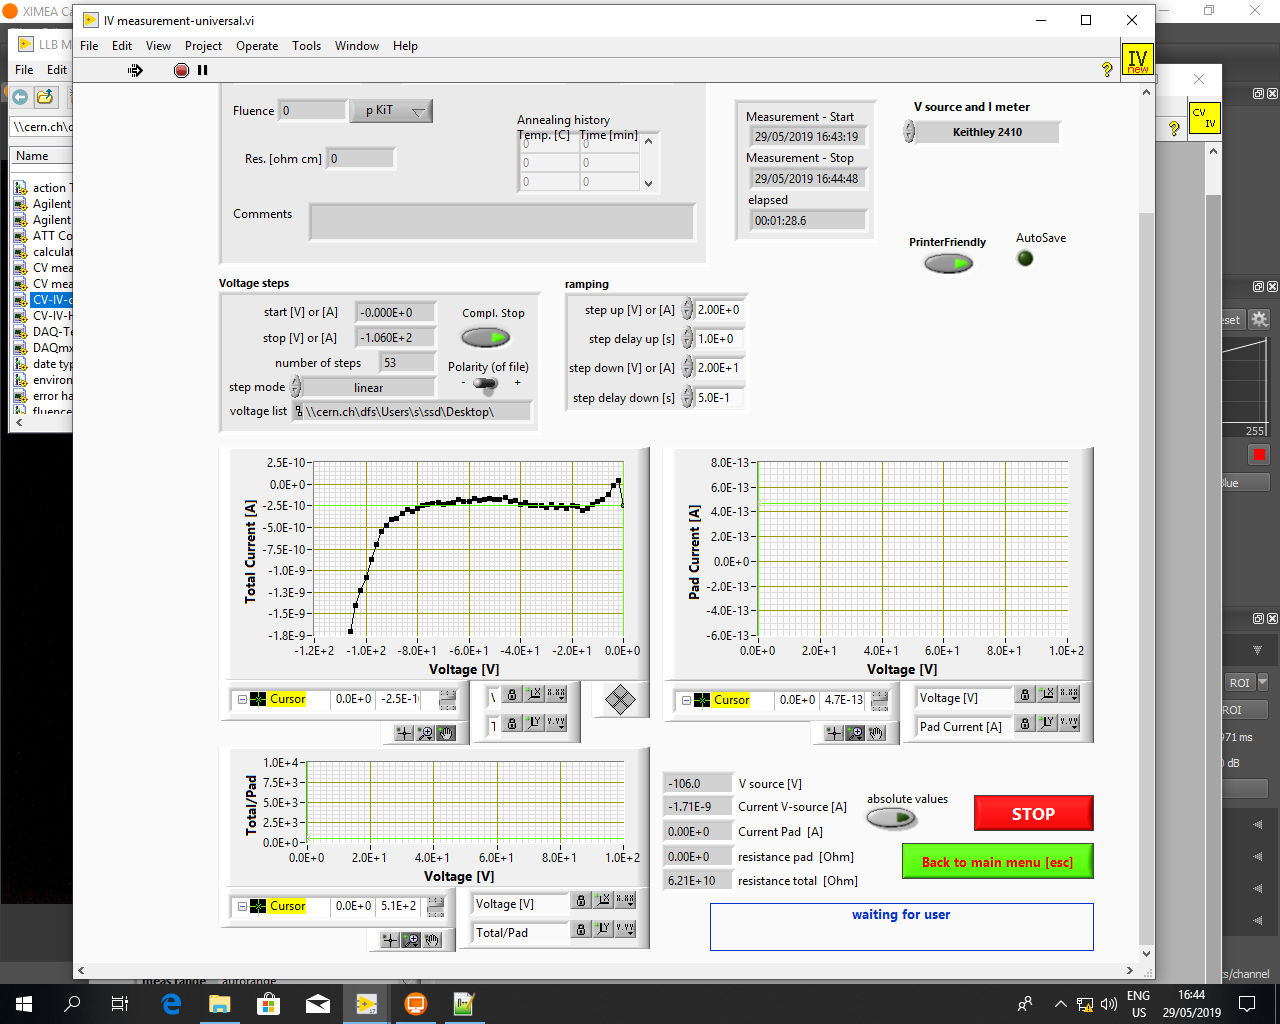 XIMEA Ca
IV measurement-universal.vi
LLB M
File Edit View Project Operate Tools Window Help
File Edit
IV
new
CV
IV
\\cern.ch\d
Name
action T
Agilent
Agilent
ATT Co
calculat
CV mea
CV mea
CV-IV-c
CV-IV-H
DAQ-Te
DAQmx
date typ
environ
error ha
fluence
Fluence 0 p KiT
Res. [ohm cm] 0
Annealing history
Temp. [C] Time [min]
0 0
0 0
0 0
Comments
Measurement - Start
29/05/2019 16:43:19
Measurement - Stop
29/05/2019 16:44:48
elapsed
00:01:28.6
V source and I meter
Keithley 2410
PrinterFriendly AutoSave
Voltage steps
start [V] or [A] -0.000E+0
stop [V] or [A] -1.060E+2
number of steps 53
step mode linear
voltage list \\cern.ch\dfs\Users\s\ssd\Desktop\
Compl. Stop
Polarity (of file)
- +
ramping
step up [V] or [A] 2.00E+0
step delay up [s] 1.0E+0
step down [V] or [A] 2.00E+1
step delay down [s] 5.0E-1
eset
255
lue
ROI
ROI
971 ms
0 dB
ts/channel
Total Current [A]
2.5E-10
0.0E+0
-2.5E-10
-5.0E-10
-7.5E-10
-1.0E-9
-1.3E-9
-1.5E-9
-1.8E-9
-1.2E+2 -1.0E+2 -8.0E+1 -6.0E+1 -4.0E+1 -2.0E+1 0.0E+0
Voltage [V]
Cursor 0.0E+0 -2.5E-1
Pad Current [A]
8.0E-13
6.0E-13
4.0E-13
2.0E-13
0.0E+0
-2.0E-13
-4.0E-13
-6.0E-13
0.0E+0 2.0E+1 4.0E+1 6.0E+1 8.0E+1 1.0E+2
Voltage [V]
Cursor 0.0E+0 4.7E-13
Voltage [V]
Pad Current [A]
Total/Pad
1.0E+4
7.5E+3
5.0E+3
2.5E+3
0.0E+0
0.0E+0 2.0E+1 4.0E+1 6.0E+1 8.0E+1 1.0E+2
Voltage [V]
Cursor 0.0E+0 5.1E+2
Voltage [V]
Total/Pad
-106.0 V source [V]
-1.71E-9 Current V-source [A]
0.00E+0 Current Pad [A]
0.00E+0 resistance pad [Ohm]
6.21E+10 resistance total [Ohm]
absolute values
STOP
Back to main menu [esc]
waiting for user
meas range autorange
ENG
US
16:44
29/05/2019